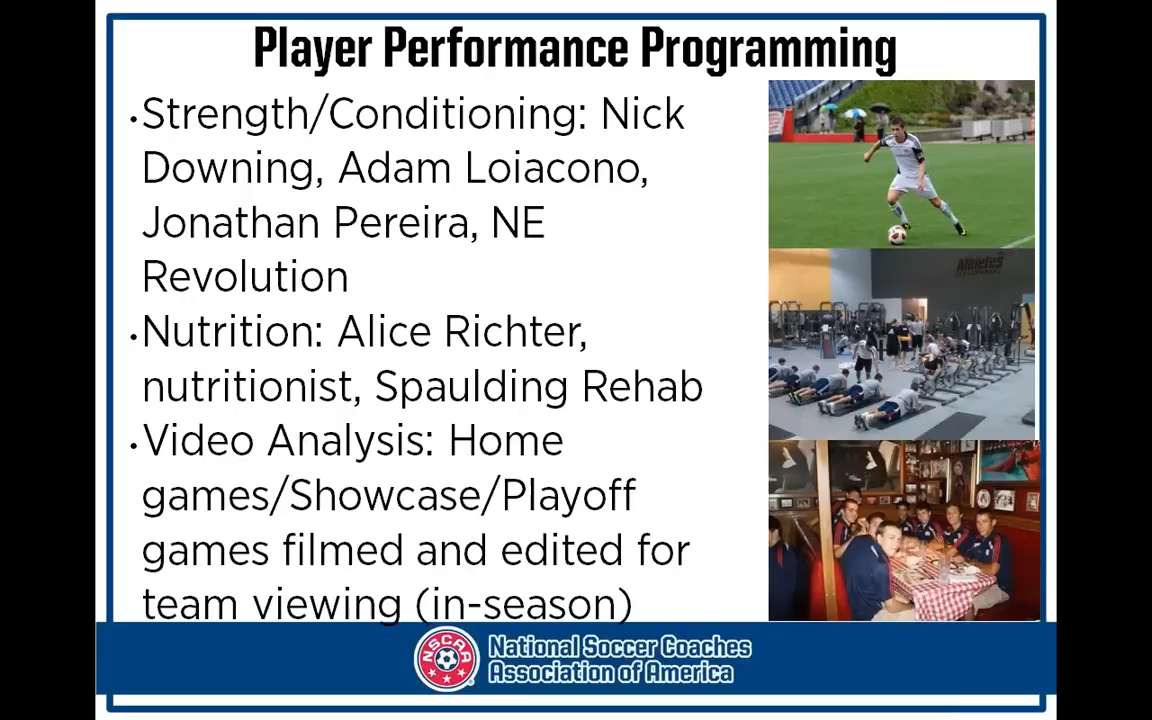 Player Performance Programming
•Strength/Conditioning: Nick
Downing, Adam Loiacono,
Jonathan Pereira, NE
Revolution
•Nutrition: Alice Richter,
nutritionist, Spaulding Rehab
•Video Analysis: Home
games/Showcase/Playoff
games filmed and edited for
team viewing (in-season)
Athletes
NSCAA
National Soccer Coaches
Association of America